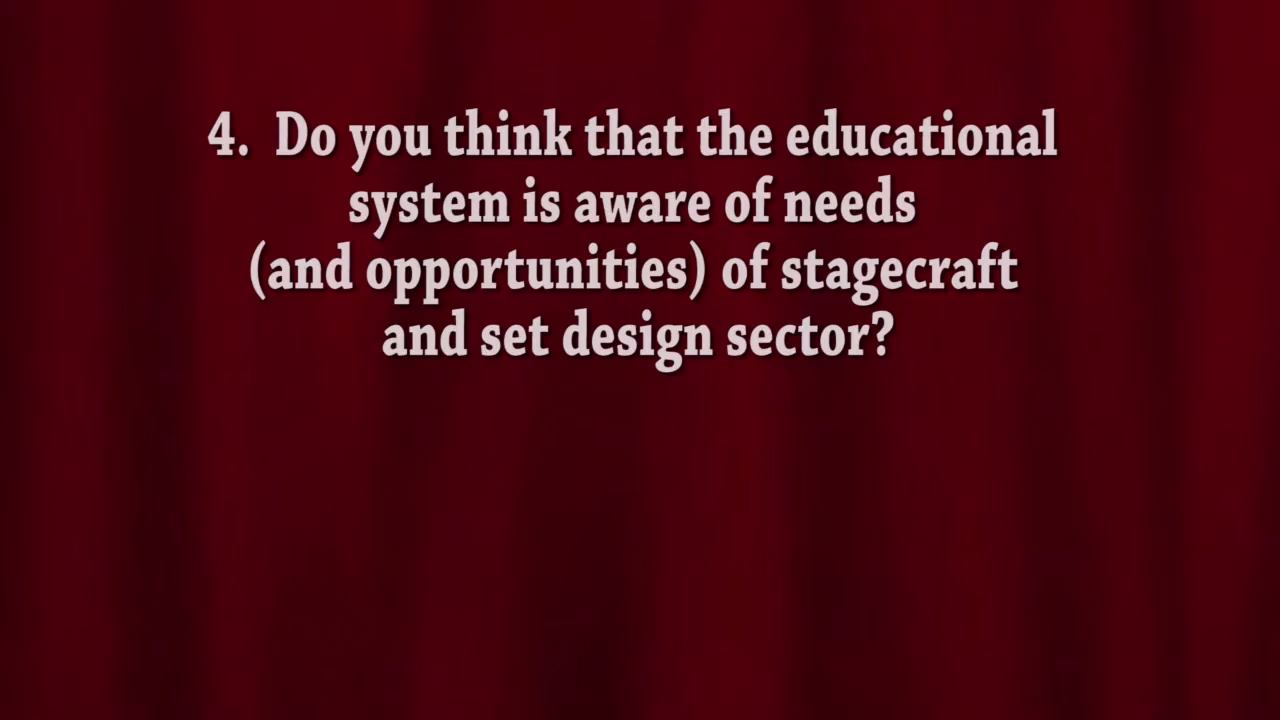 4. Do you think that the educational
system is aware of needs
(and opportunities) of stagecraft
and set design sector?